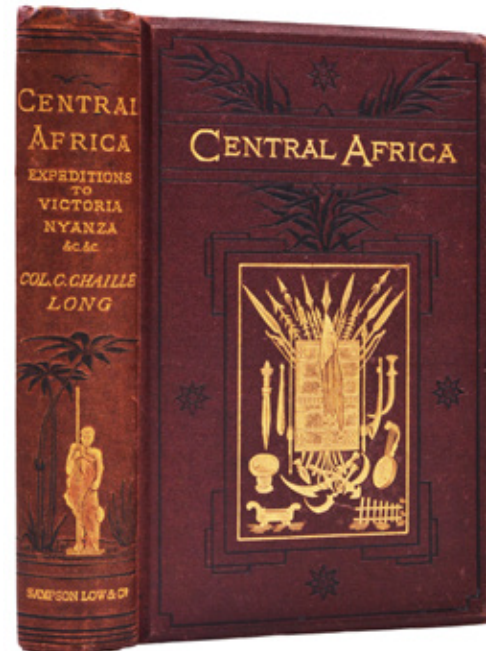 CENTRAL
AFRICA
EXPEDITIONS
TO
VICTORIA
NYANZA
&C.&C.
COL.C.CHAILLÉ
LONG
SAMPSON LOW & Co
CENTRAL AFRICA